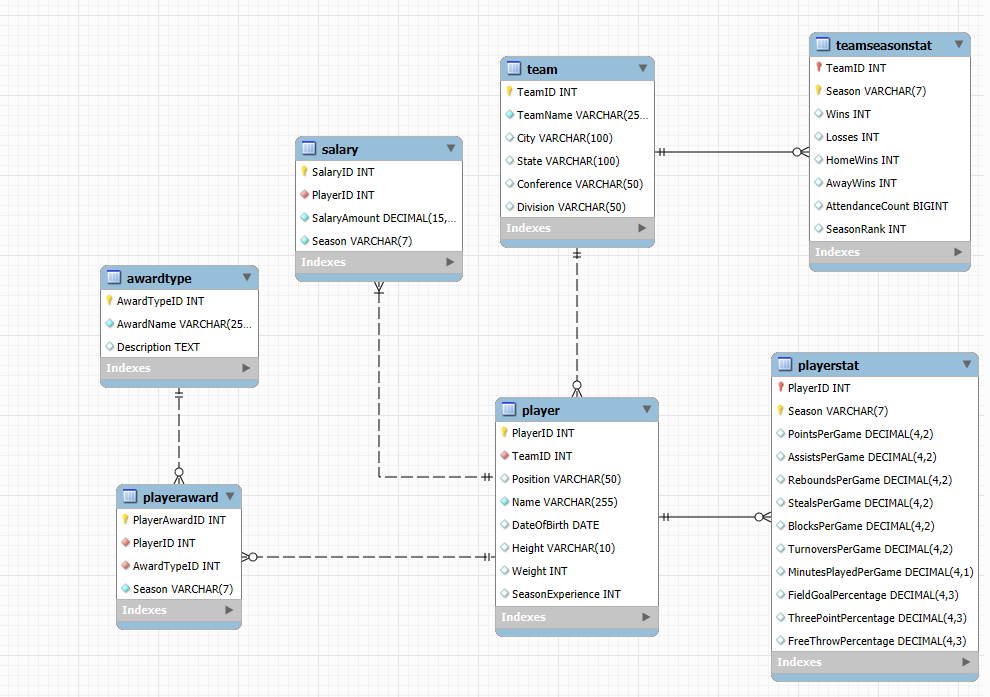 team
TeamID INT
TeamName VARCHAR(25...
City VARCHAR(100)
State VARCHAR(100)
Conference VARCHAR(50)
Division VARCHAR(50)
Indexes
teamseasonstat
TeamID INT
Season VARCHAR(7)
Wins INT
Losses INT
HomeWins INT
AwayWins INT
AttendanceCount BIGINT
SeasonRank INT
Indexes
salary
SalaryID INT
PlayerID INT
SalaryAmount DECIMAL(15,...
Season VARCHAR(7)
Indexes
awardtype
AwardTypeID INT
AwardName VARCHAR(25...
Description TEXT
Indexes
player
PlayerID INT
TeamID INT
Position VARCHAR(50)
Name VARCHAR(255)
DateOfBirth DATE
Height VARCHAR(10)
Weight INT
SeasonExperience INT
Indexes
playerstat
PlayerID INT
Season VARCHAR(7)
PointsPerGame DECIMAL(4,2)
AssistsPerGame DECIMAL(4,2)
ReboundsPerGame DECIMAL(4,2)
StealsPerGame DECIMAL(4,2)
BlocksPerGame DECIMAL(4,2)
TurnoversPerGame DECIMAL(4,2)
MinutesPlayedPerGame DECIMAL(4,1)
FieldGoalPercentage DECIMAL(4,3)
ThreePointPercentage DECIMAL(4,3)
FreeThrowPercentage DECIMAL(4,3)
Indexes
playeraward
PlayerAwardID INT
PlayerID INT
AwardTypeID INT
Season VARCHAR(7)
Indexes